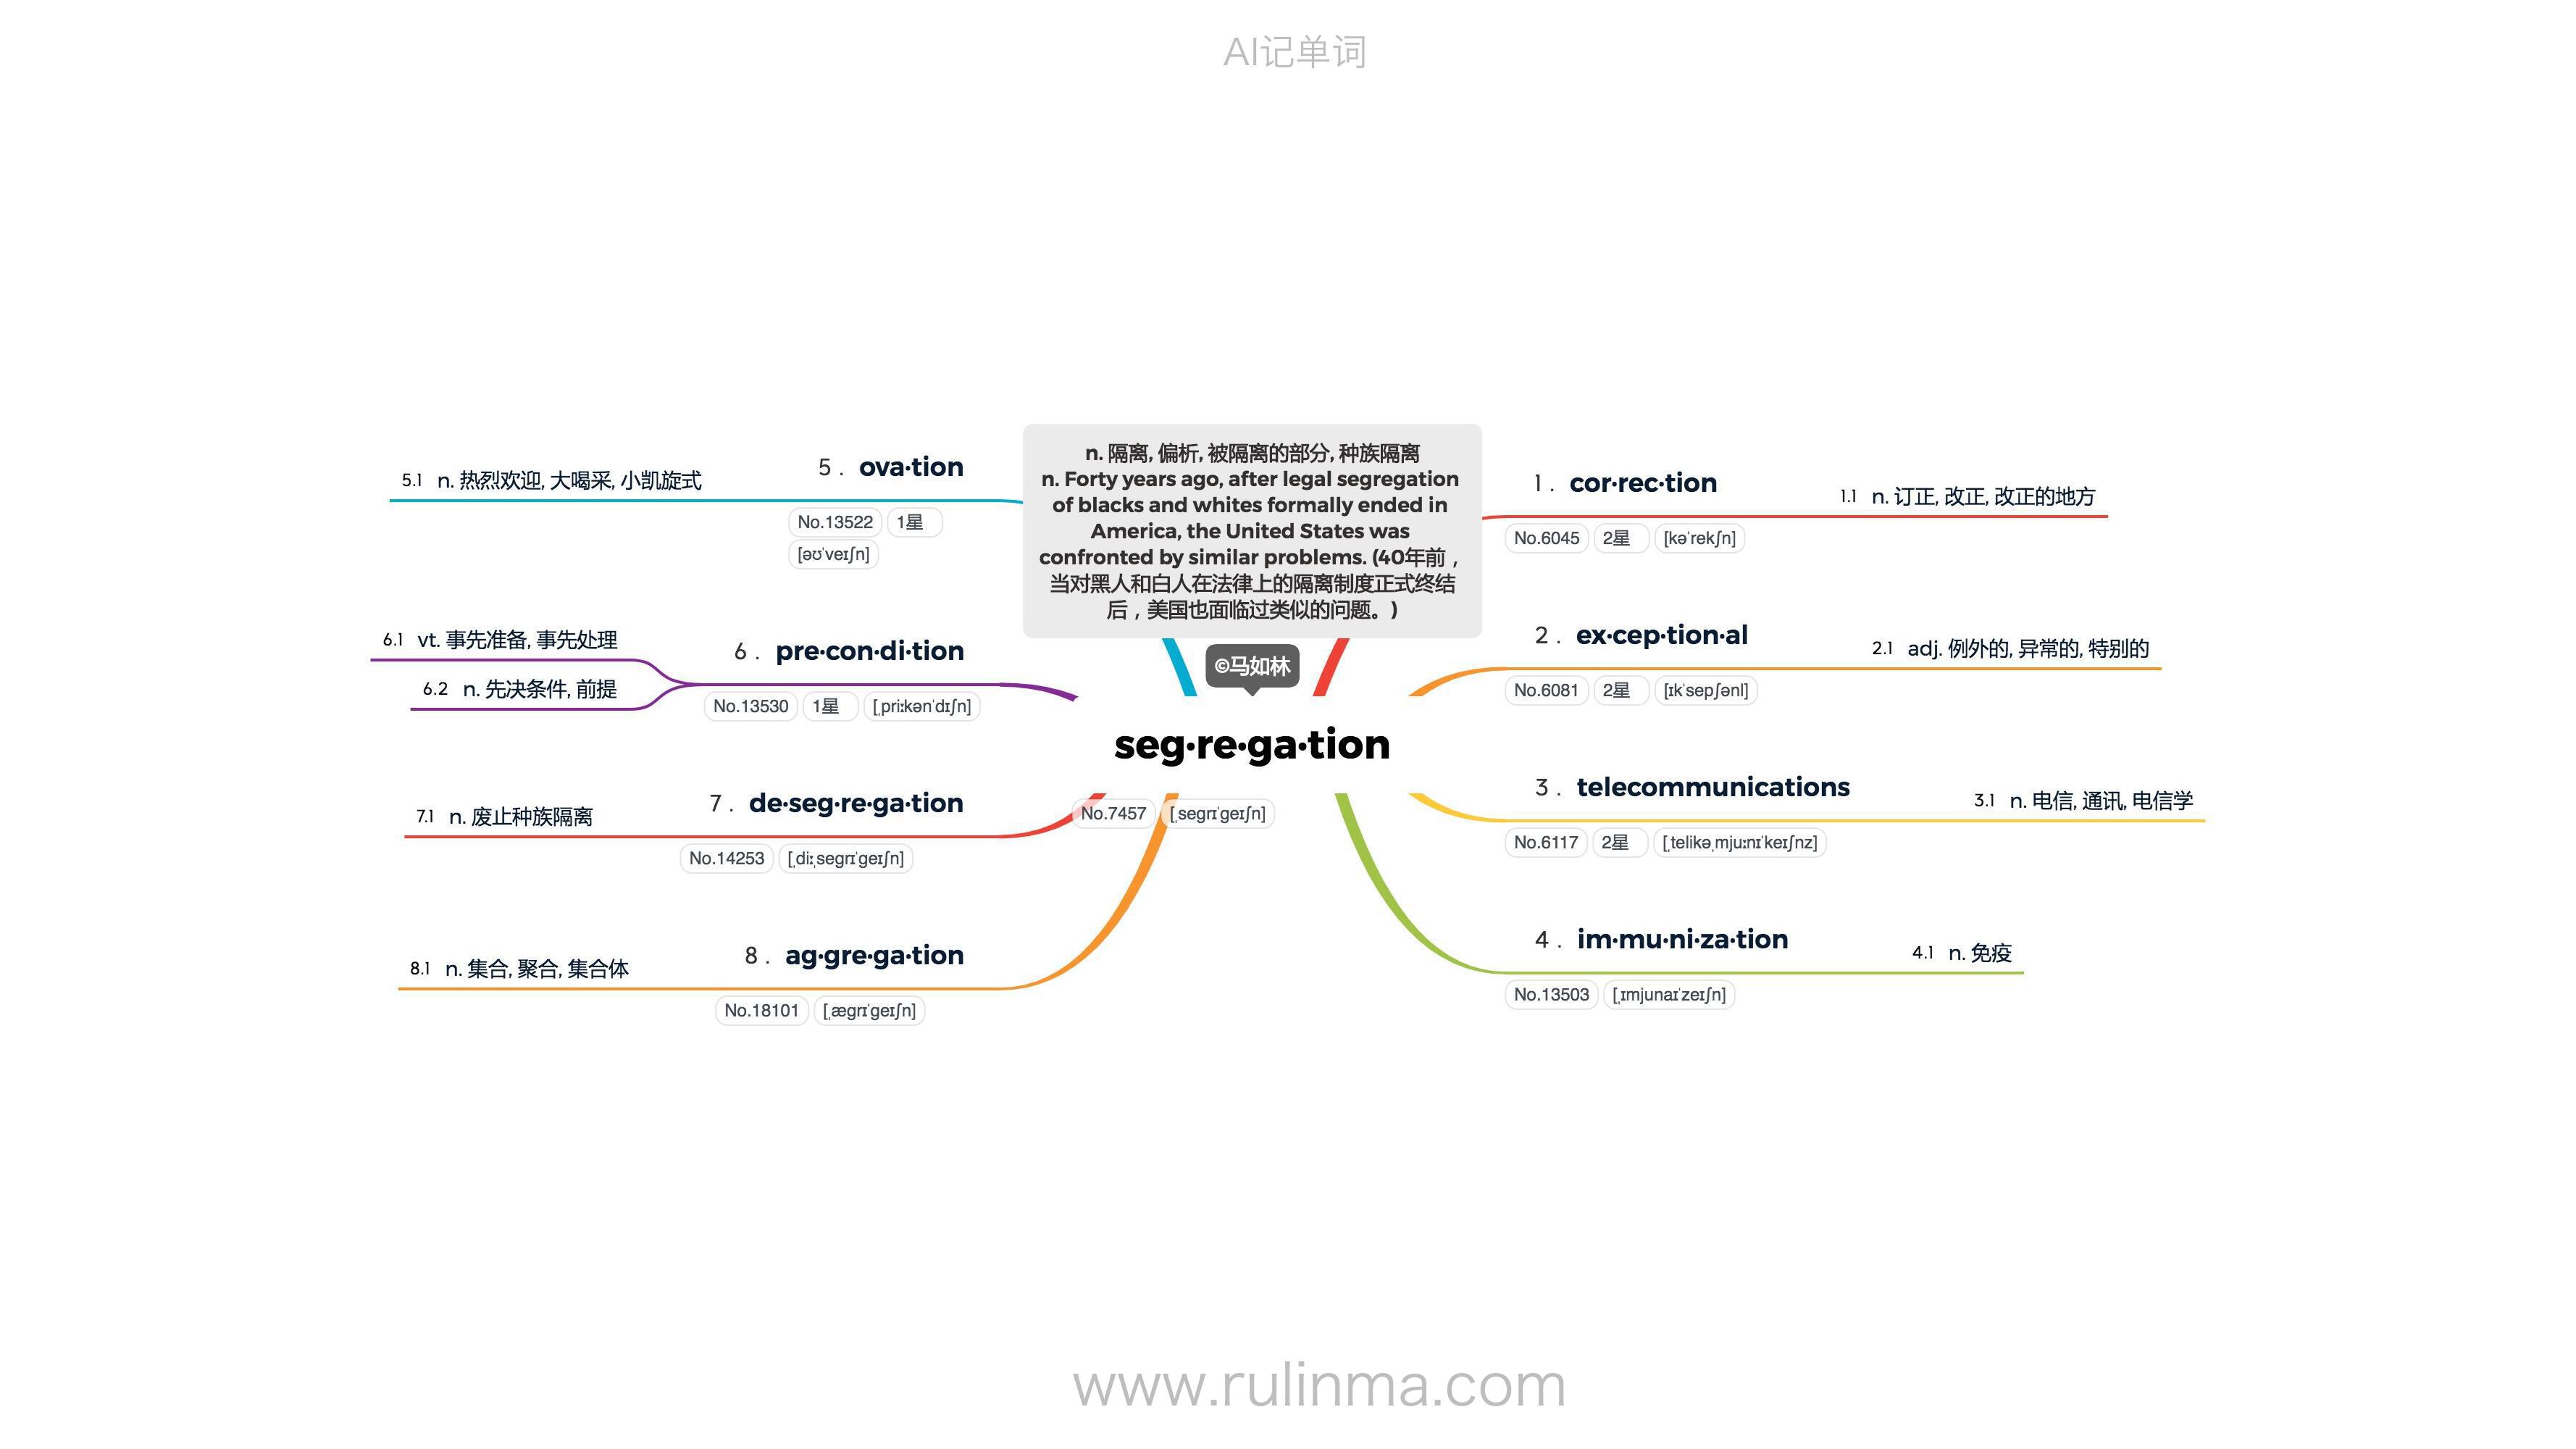 AI记单词
n. 隔离, 偏析, 被隔离的部分, 种族隔离
n. Forty years ago, after legal segregation
of blacks and whites formally ended in
America, the United States was
confronted by similar problems. (40年前，
当对黑人和白人在法律上的隔离制度正式终结
后，美国也面临过类似的问题。)
©马如林
seg·re·ga·tion
No.7457 [ˌsegrɪˈgeɪʃn]
1 . cor·rec·tion
1.1 n. 订正, 改正, 改正的地方
No.6045 2星 [kəˈrekʃn]
2 . ex·cep·tion·al
2.1 adj. 例外的, 异常的, 特别的
No.6081 2星 [ɪkˈsepʃənl]
3 . telecommunications
3.1 n. 电信, 通讯, 电信学
No.6117 2星 [ˌtelikəˌmjuːnɪˈkeɪʃnz]
4 . im·mu·ni·za·tion
4.1 n. 免疫
No.13503 [ˌɪmjunaɪˈzeɪʃn]
5 . ova·tion
5.1 n. 热烈欢迎, 大喝采, 小凯旋式
No.13522 1星
[əʊˈveɪʃn]
6 . pre·con·di·tion
6.1 vt. 事先准备, 事先处理
6.2 n. 先决条件, 前提
No.13530 1星 [ˌpriːkənˈdɪʃn]
7 . de·seg·re·ga·tion
7.1 n. 废止种族隔离
No.14253 [ˌdiːˌsegrɪˈgeɪʃn]
8 . ag·gre·ga·tion
8.1 n. 集合, 聚合, 集合体
No.18101 [ˌægrɪˈgeɪʃn]
www.rulinma.com